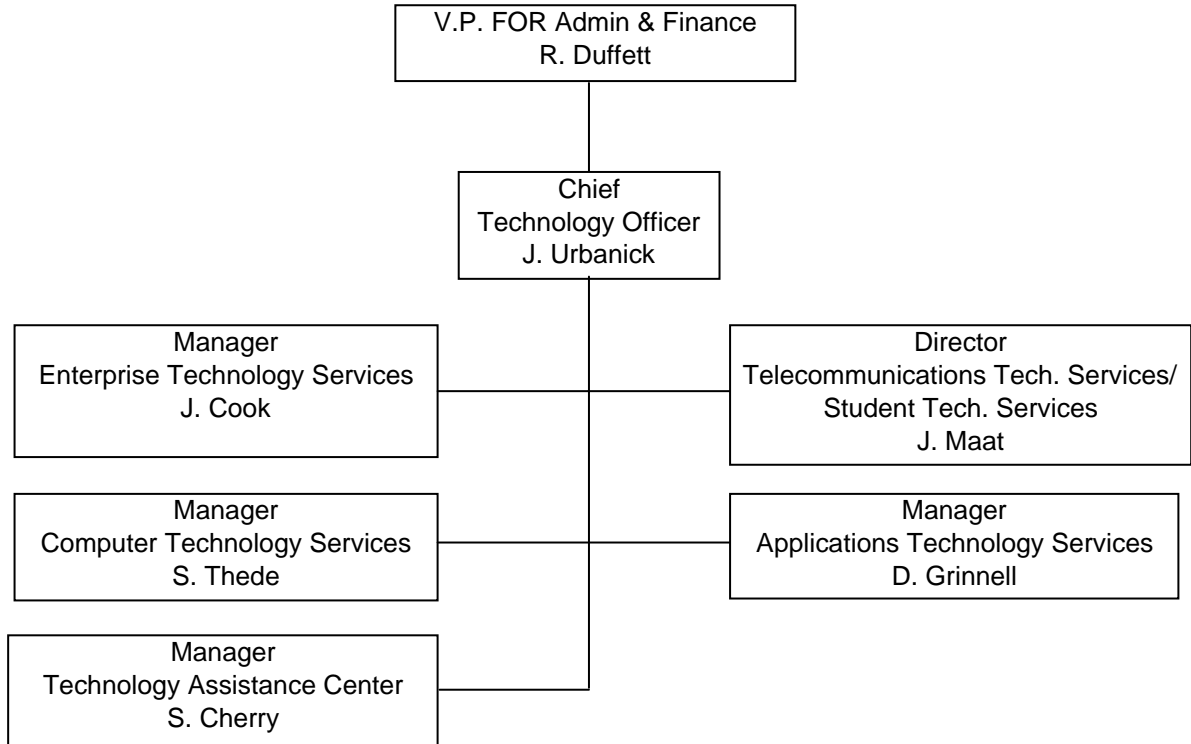 V.P. FOR Admin & Finance
R. Duffett
Chief
Technology Officer
J. Urbanick
Manager
Enterprise Technology Services
J. Cook
Director
Telecommunications Tech. Services/
Student Tech. Services
J. Maat
Manager
Computer Technology Services
S. Thede
Manager
Applications Technology Services
D. Grinnell
Manager
Technology Assistance Center
S. Cherry